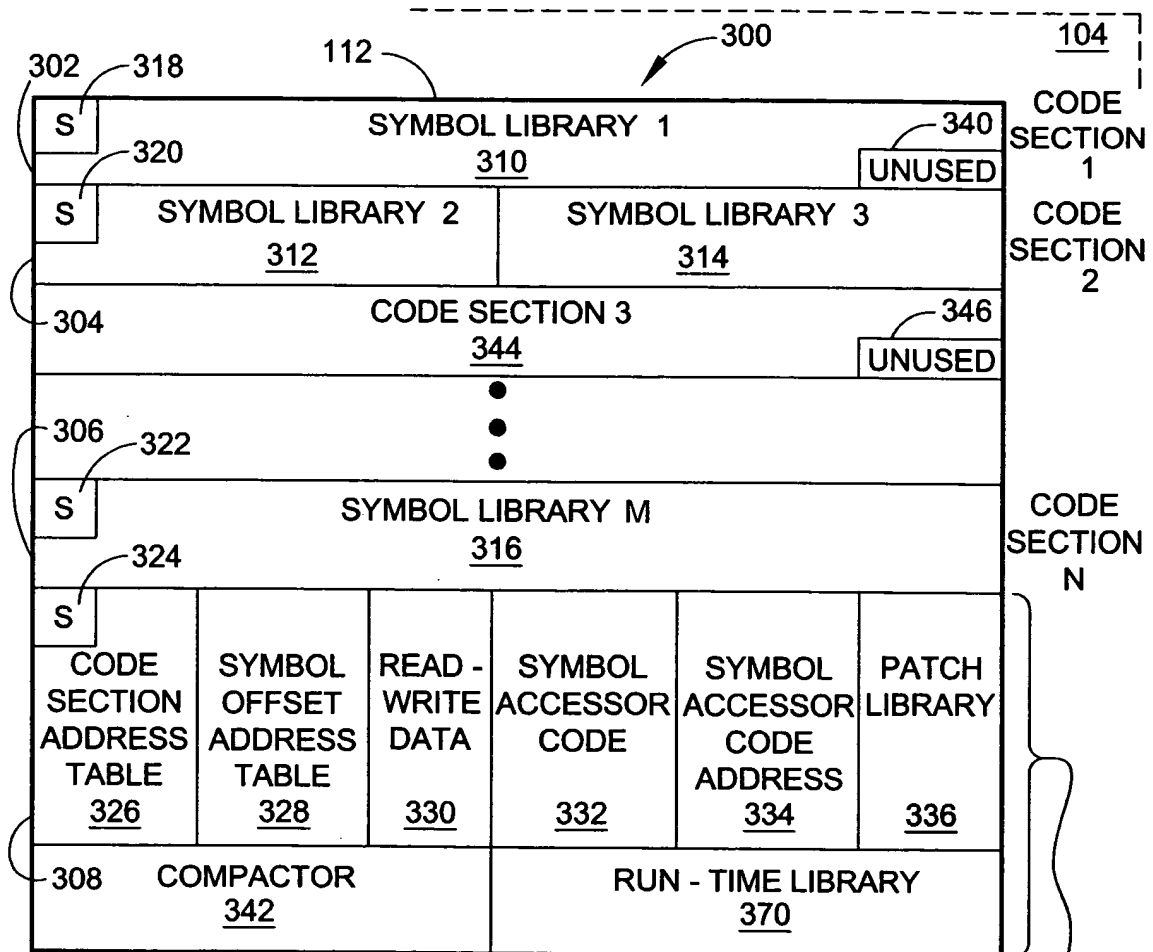 104
300
112
302
318
S
SYMBOL LIBRARY 1
310
340
UNUSED
CODE
SECTION
1
320
S
SYMBOL LIBRARY 2
312
SYMBOL LIBRARY 3
314
CODE
SECTION
2
304
CODE SECTION 3
344
346
UNUSED
306
322
S
SYMBOL LIBRARY M
316
CODE
SECTION
N
324
S
CODE
SECTION
ADDRESS
TABLE
326
SYMBOL
OFFSET
ADDRESS
TABLE
328
READ -
WRITE
DATA
330
SYMBOL
ACCESSOR
CODE
332
SYMBOL
ACCESSOR
CODE
ADDRESS
334
PATCH
LIBRARY
336
308
COMPACTOR
342
RUN - TIME LIBRARY
370